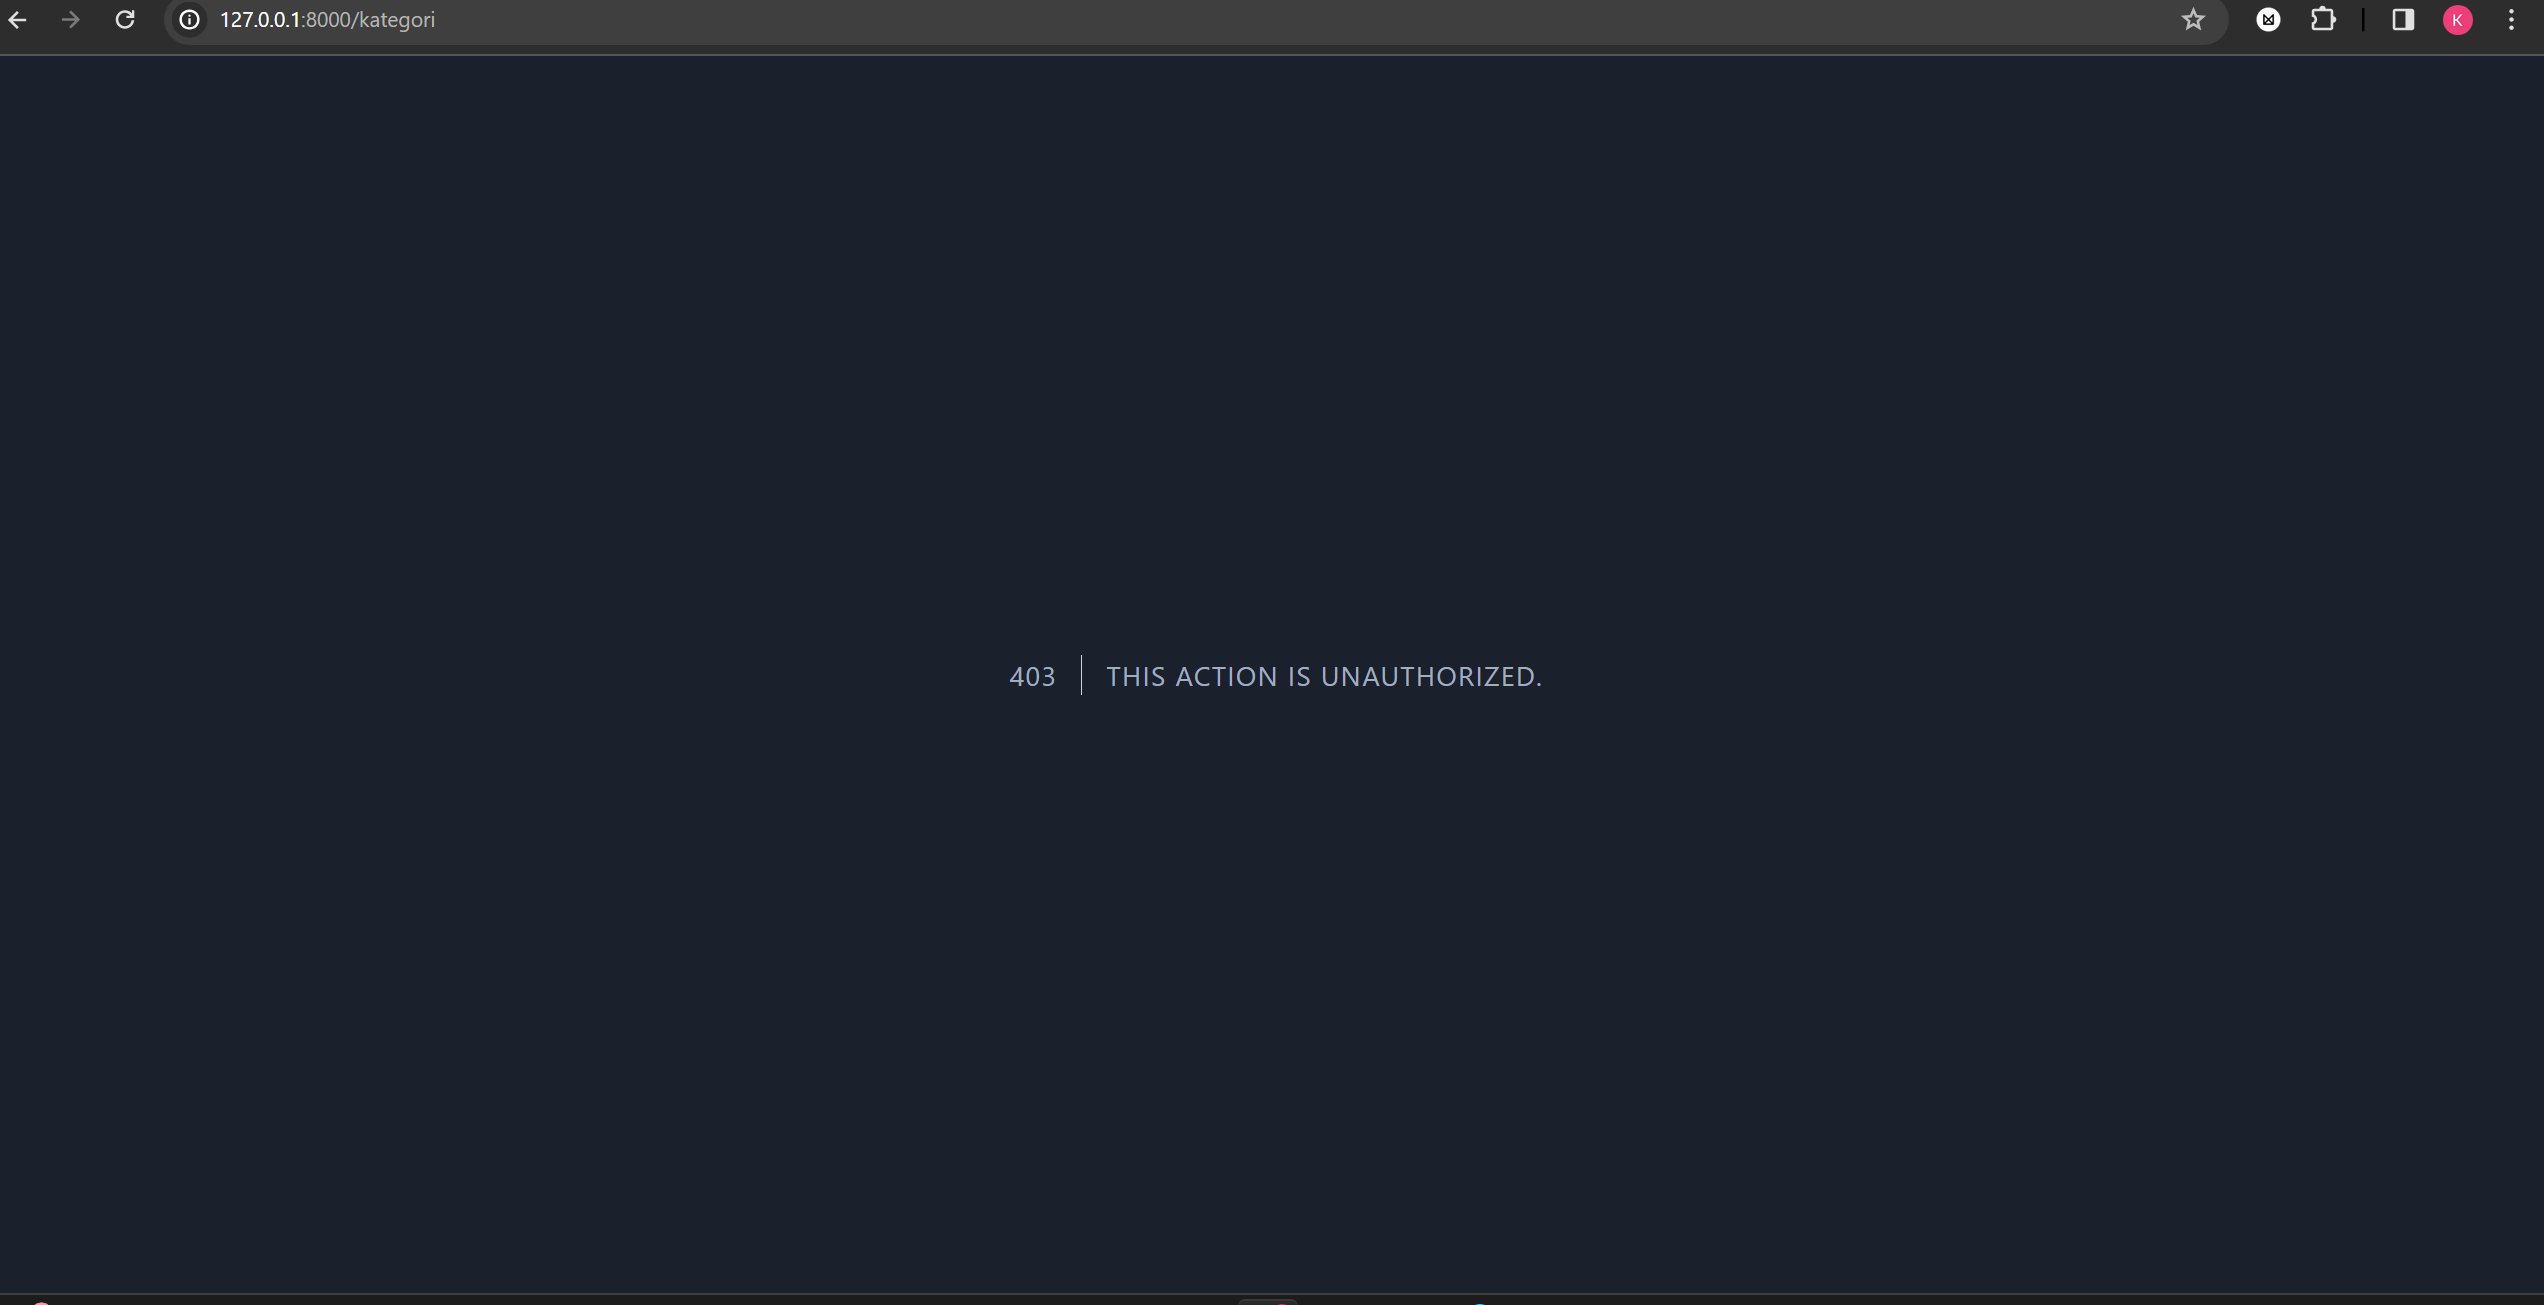 127.0.0.1:8000/kategori
K
403
THIS ACTION IS UNAUTHORIZED.